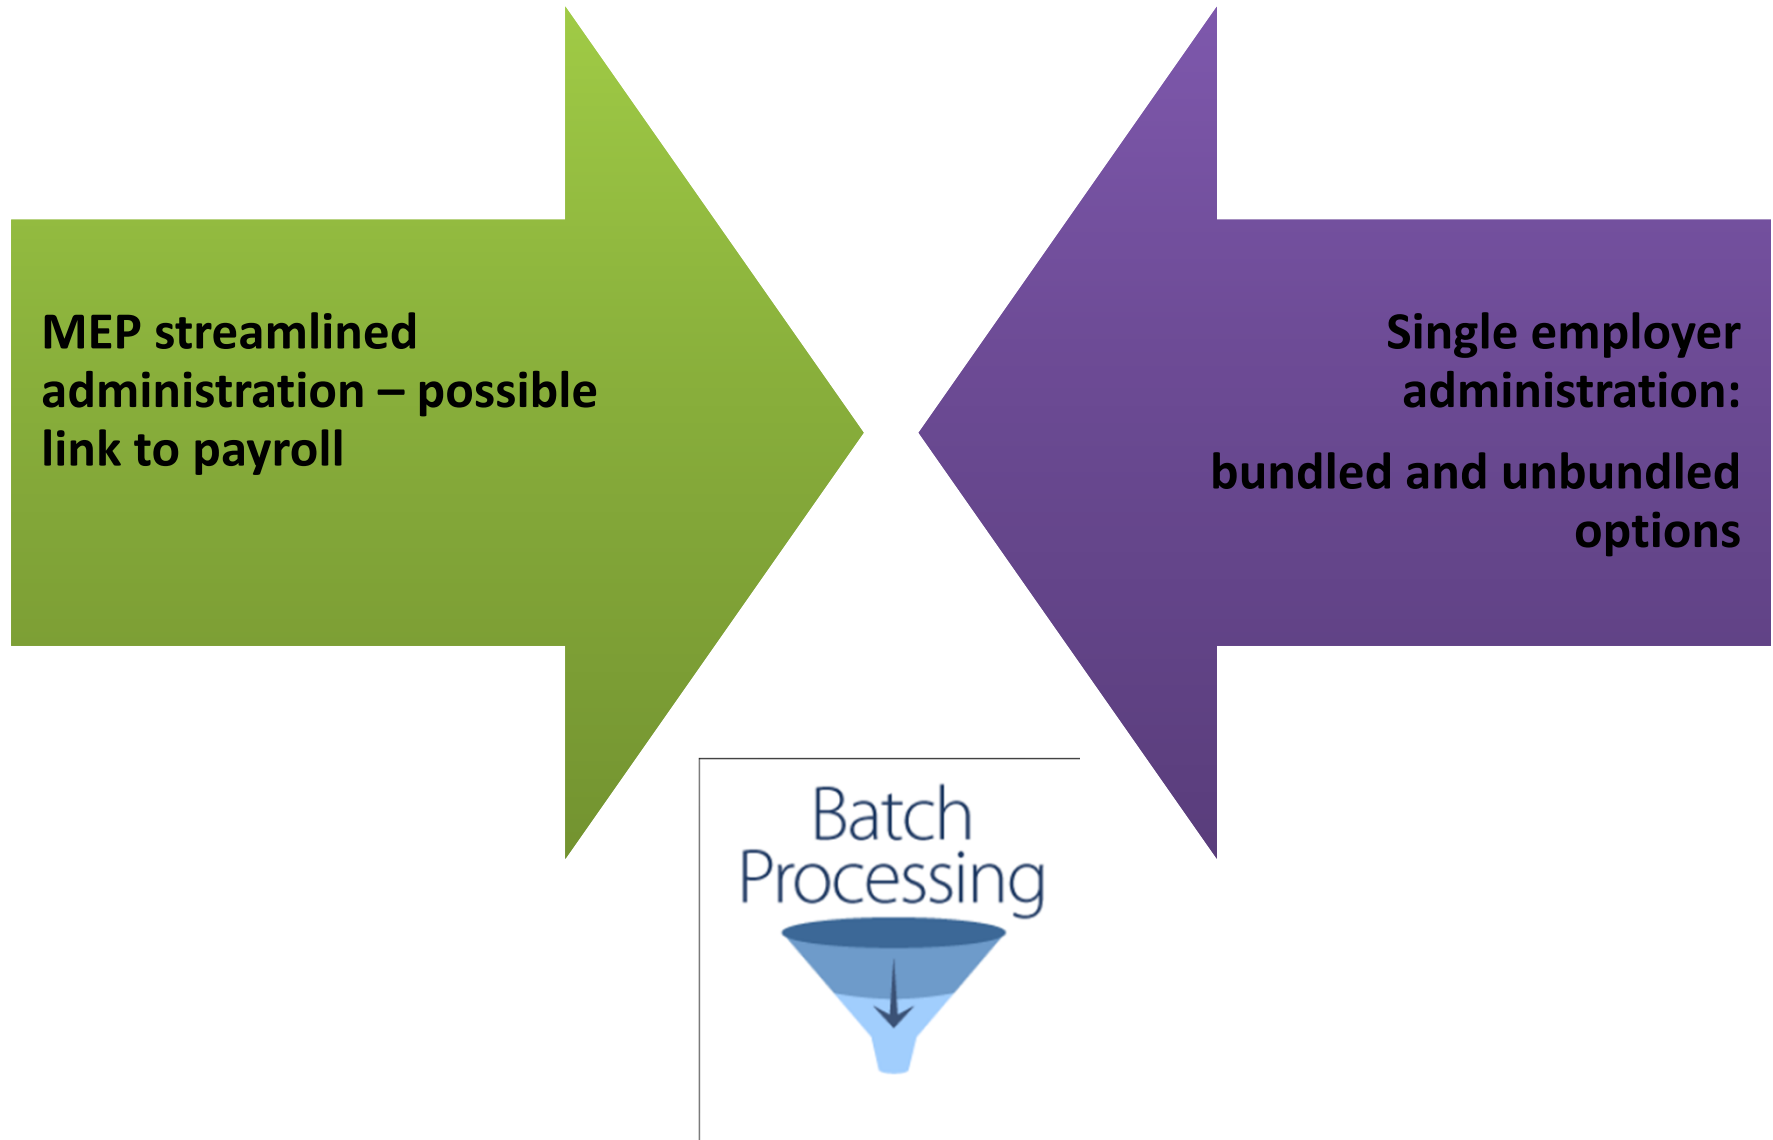 MEP streamlined
administration – possible
link to payroll
Single employer
administration:
bundled and unbundled
options
Batch
Processing